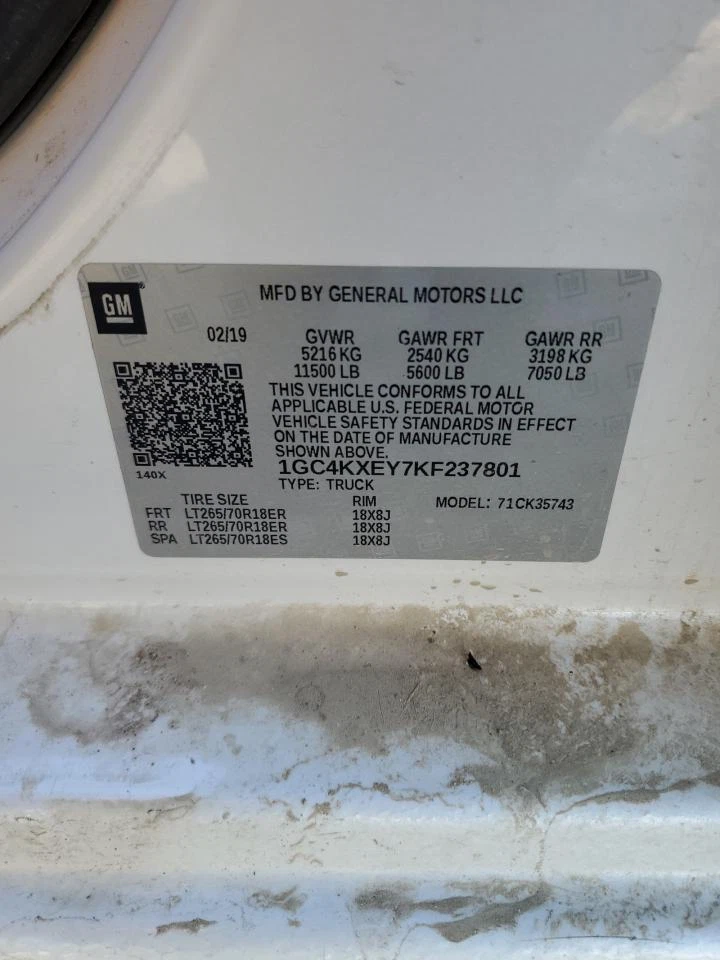 GM
MFD BY GENERAL MOTORS LLC
02/19 GVWR GAWR FRT GAWR RR
5216 KG 2540 KG 3198 KG
11500 LB 5600 LB 7050 LB
THIS VEHICLE CONFORMS TO ALL
APPLICABLE U.S. FEDERAL MOTOR
VEHICLE SAFETY STANDARDS IN EFFECT
ON THE DATE OF MANUFACTURE
SHOWN ABOVE.
1GC4KXEY7KF237801
140X
TYPE: TRUCK
TIRE SIZE RIM MODEL: 71CK35743
FRT LT265/70R18ER 18X8J
RR LT265/70R18ER 18X8J
SPA LT265/70R18ES 18X8J